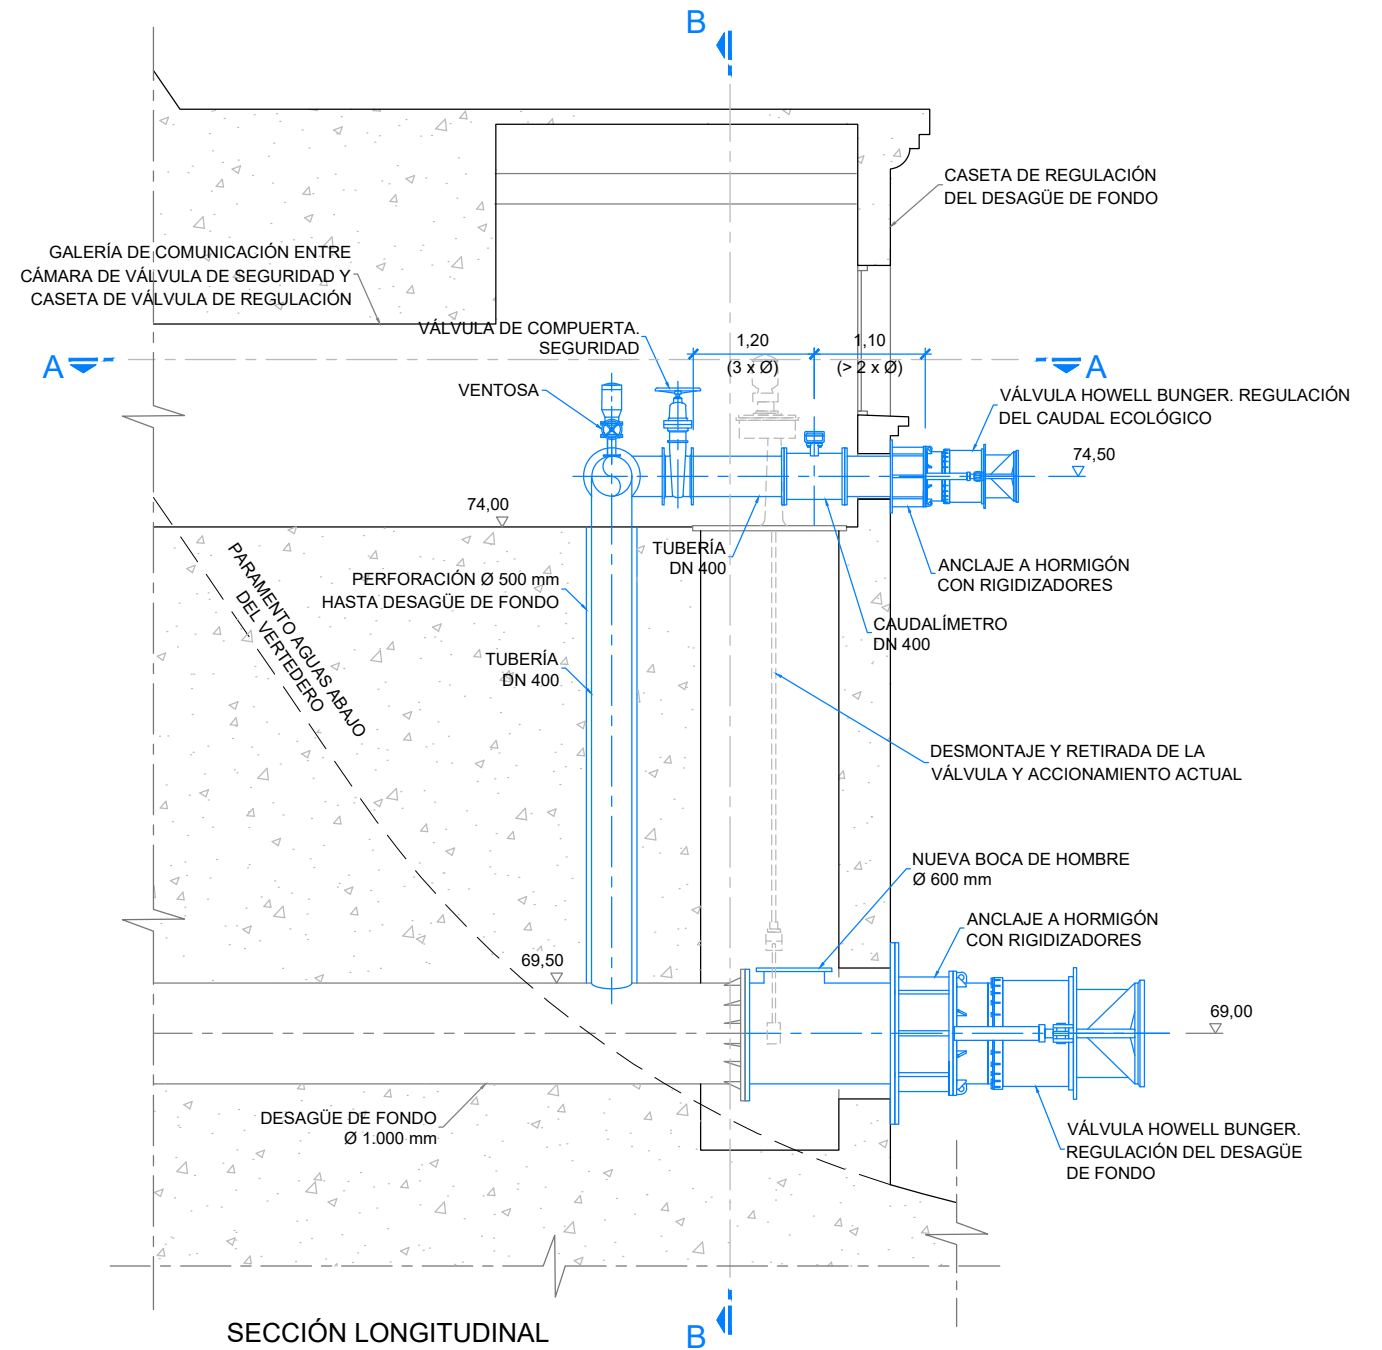 B
CASETA DE REGULACIÓN
DEL DESAGÜE DE FONDO
GALERÍA DE COMUNICACIÓN ENTRE
CÁMARA DE VÁLVULA DE SEGURIDAD Y
CASETA DE VÁLVULA DE REGULACIÓN
VÁLVULA DE COMPUERTA.
SEGURIDAD
1,20
(3 x Ø)
1,10
(> 2 x Ø)
A
A
VENTOSA
VÁLVULA HOWELL BUNGER. REGULACIÓN
DEL CAUDAL ECOLÓGICO
74,50
74,00
TUBERÍA
DN 400
ANCLAJE A HORMIGÓN
CON RIGIDIZADORES
PERFORACIÓN Ø 500 mm
HASTA DESAGÜE DE FONDO
PARAMENTO AGUAS ABAJO
DEL VERTEDERO
CAUDALÍMETRO
DN 400
TUBERÍA
DN 400
DESMONTAJE Y RETIRADA DE LA
VÁLVULA Y ACCIONAMIENTO ACTUAL
NUEVA BOCA DE HOMBRE
Ø 600 mm
ANCLAJE A HORMIGÓN
CON RIGIDIZADORES
69,50
69,00
DESAGÜE DE FONDO
Ø 1.000 mm
VÁLVULA HOWELL BUNGER.
REGULACIÓN DEL DESAGÜE
DE FONDO
B
SECCIÓN LONGITUDINAL